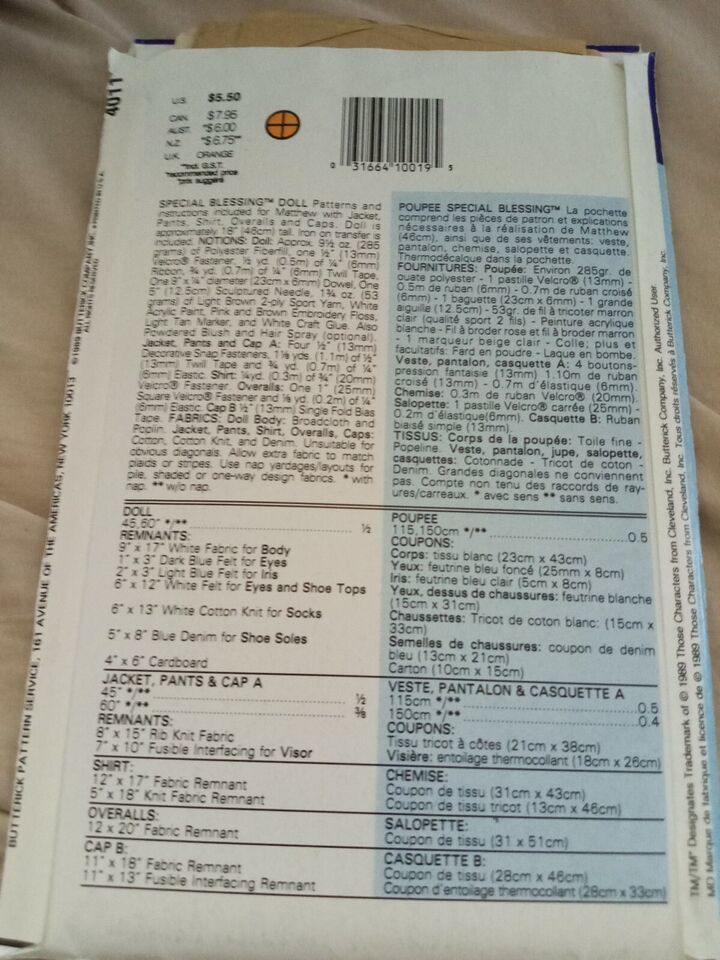 4011
U.S. $5.50
CAN. $7.95
AUST. *$6.00
N.Z. *$6.75**
U.K. ORANGE
*Incl. G.S.T.
*recommended price
*prix suggéré
0 31664 10019 5
SPECIAL BLESSING™ DOLL Patterns and
instructions included for Matthew with Jacket,
Pants, Shirt, Overalls and Caps. Doll is
approximately 18" (46cm) tall. Iron on transfer is
included. NOTIONS: Doll: Approx. 9½ oz. (285
grams) of Polyester Fiberfill, one ½" (13mm)
Velcro® Fastener, ½ yd. (0.5m) of ¼" (6mm)
Ribbon, ¾ yd. (0.7m) of ¼" (6mm) Twill Tape,
One 9" x ¼" diameter (23cm x 6mm) Dowel, One
5" (12.5cm) Sculptured Needle, 1¾ oz. (53
grams) of Light Brown 2-ply Sport Yarn, White
Acrylic Paint, Pink and Brown Embroidery Floss,
Light Tan Marker, and White Craft Glue. Also
Powdered Blush and Hair Spray (optional).
Jacket, Pants and Cap A: Four ½" (13mm)
Decorative Snap Fasteners, 1⅛ yds. (1.1m) of ½"
(13mm) Twill Tape and ¾ yd. (0.7m) of ¼"
(6mm) Elastic. Shirt: ¼yd. (0.3m) of ¾" (20mm)
Velcro® Fastener. Overalls: One 1" (25mm)
Square Velcro® Fastener and ⅛ yd. (0.2m) of ¼"
(6mm) Elastic. Cap B ½" (13mm) Single Fold Bias
Tape. FABRICS: Doll Body: Broadcloth and
Poplin. Jacket, Pants, Shirt, Overalls, Caps:
Cotton, Cotton Knit, and Denim. Unsuitable for
obvious diagonals. Allow extra fabric to match
plaids or stripes. Use nap yardages/layouts for
pile, shaded or one-way design fabrics. * with
nap. ** w/o nap.
POUPEE SPECIAL BLESSING™ La pochette
comprend les pièces de patron et explications
nécessaires à la réalisation de Matthew
(46cm), ainsi que de ses vêtements: veste,
pantalon, chemise, salopette et casquette.
Thermodécalque dans la pochette.
FOURNITURES: Poupée: Environ 285gr. de
ouate polyester - 1 pastille Velcro® (13mm) -
0.5m de ruban (6mm) - 0.7m de ruban croisé
(6mm) - 1 baguette (23cm x 6mm) - 1 grande
aiguille (12.5cm) - 53gr. de fil à tricoter marron
clair (qualité sport 2 fils) - Peinture acrylique
blanche - Fil à broder rose et fil à broder marron
- 1 marqueur beige clair - Colle; plus et
facultatifs: Fard en poudre - Laque en bombe.
Veste, pantalon, casquette A: 4 boutons-
pression fantaisie (13mm) 1.10m de ruban
croisé (13mm) - 0.7m d'élastique (6mm).
Chemise: 0.3m de ruban Velcro® (20mm).
Salopette: 1 pastille Velcro® carrée (25mm) -
0.2m d'élastique(6mm). Casquette B: Ruban
biaisé simple (13mm).
TISSUS: Corps de la poupée: Toile fine -
Popeline. Veste, pantalon, jupe, salopette,
casquettes: Cotonnade - Tricot de coton -
Denim. Grandes diagonales ne conviennent
pas. Compte non tenu des raccords de ray-
ures/carreaux. * avec sens ** sans sens.
DOLL
45,60" */** ½
REMNANTS:
9" x 17" White Fabric for Body
1" x 3" Dark Blue Felt for Eyes
2" x 3" Light Blue Felt for Iris
6" x 12" White Felt for Eyes and Shoe Tops
6" x 13" White Cotton Knit for Socks
5" x 8" Blue Denim for Shoe Soles
4" x 6" Cardboard
JACKET, PANTS & CAP A
45" */** ½
60" */** ⅜
REMNANTS:
8" x 15" Rib Knit Fabric
7" x 10" Fusible Interfacing for Visor
SHIRT:
12" x 17" Fabric Remnant
5" x 18" Knit Fabric Remnant
OVERALLS:
12 x 20" Fabric Remnant
CAP B:
11" x 18" Fabric Remnant
11" x 13" Fusible Interfacing Remnant
POUPEE
115,150cm */** 0.5
COUPONS:
Corps: tissu blanc (23cm x 43cm)
Yeux: feutrine bleu foncé (25mm x 8cm)
Iris: feutrine bleu clair (5cm x 8cm)
Yeux, dessus de chaussures: feutrine blanche
(15cm x 31cm)
Chaussettes: Tricot de coton blanc: (15cm x
33cm)
Semelles de chaussures: coupon de denim
bleu (13cm x 21cm)
Carton (10cm x 15cm)
VESTE, PANTALON & CASQUETTE A
115cm */** 0.5
150cm */** 0.4
COUPONS:
Tissu tricot à côtes (21cm x 38cm)
Visière: entoilage thermocollant (18cm x 26cm)
CHEMISE:
Coupon de tissu (31cm x 43cm)
Coupon de tissu tricot (13cm x 46cm)
SALOPETTE:
Coupon de tissu (31 x 51cm)
CASQUETTE B:
Coupon de tissu (28cm x 46cm)
Coupon d'entoilage thermocollant (28cm x 33cm)
BUTTERICK PATTERN SERVICE, 161 AVENUE OF THE AMERICAS, NEW YORK 10013
©1989 BUTTERICK COMPANY, INC. PRINTED IN U.S.A.
ALL RIGHTS RESERVED
TM/TM* Designates Trademark of © 1989 Those Characters from Cleveland, Inc. Butterick Company, Inc. Authorized User.
MC Marque de fabrique et licence de © 1989 Those Characters from Cleveland, Inc. Tous droits réservés à Butterick Company, Inc.